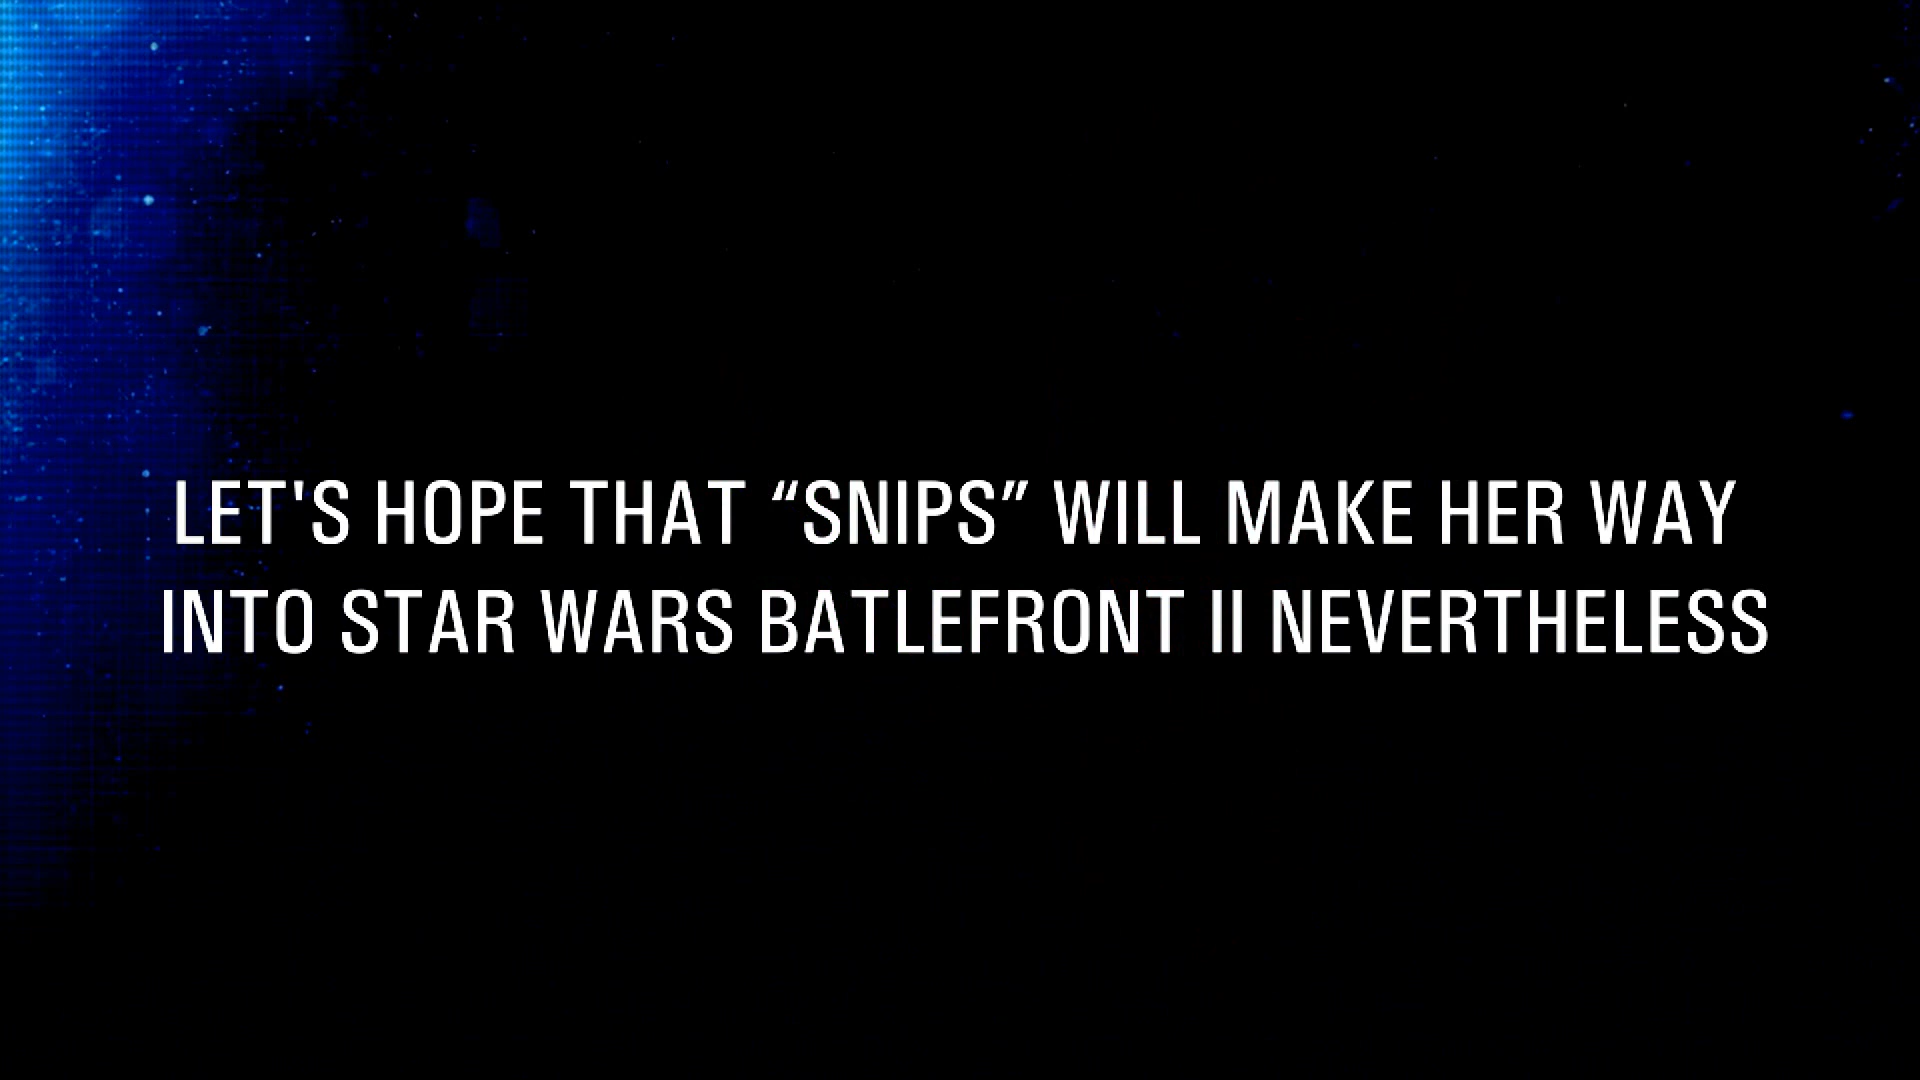 LET'S HOPE THAT “SNIPS” WILL MAKE HER WAY
INTO STAR WARS BATLEFRONT II NEVERTHELESS